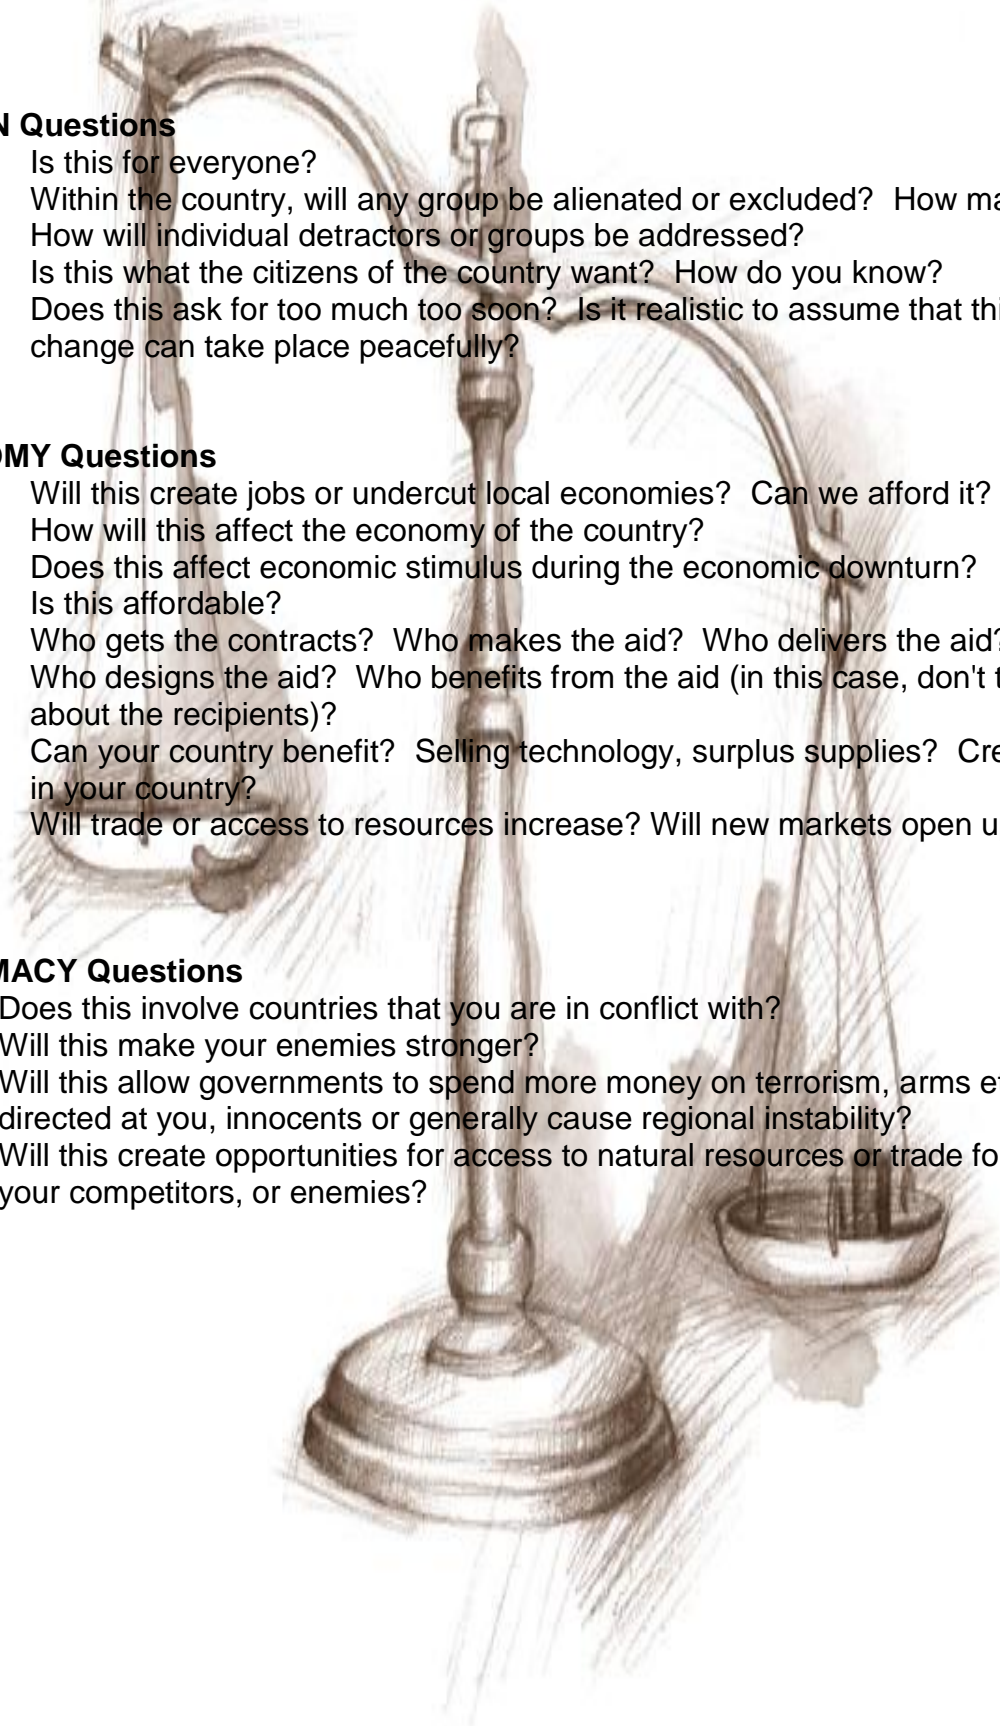 N Questions
Is this for everyone?
Within the country, will any group be alienated or excluded?  How ma
How will individual detractors or groups be addressed?
Is this what the citizens of the country want?  How do you know?
Does this ask for too much too soon?  Is it realistic to assume that thi
change can take place peacefully?
OMY Questions
Will this create jobs or undercut local economies?  Can we afford it?
How will this affect the economy of the country?
Does this affect economic stimulus during the economic downturn?
Is this affordable?
Who gets the contracts?  Who makes the aid?  Who delivers the aid?
Who designs the aid?  Who benefits from the aid (in this case, don't t
about the recipients)?
Can your country benefit?  Selling technology, surplus supplies?  Cre
in your country?
Will trade or access to resources increase? Will new markets open u
MACY Questions
Does this involve countries that you are in conflict with?
Will this make your enemies stronger?
Will this allow governments to spend more money on terrorism, arms et
directed at you, innocents or generally cause regional instability?
Will this create opportunities for access to natural resources or trade fo
your competitors, or enemies?